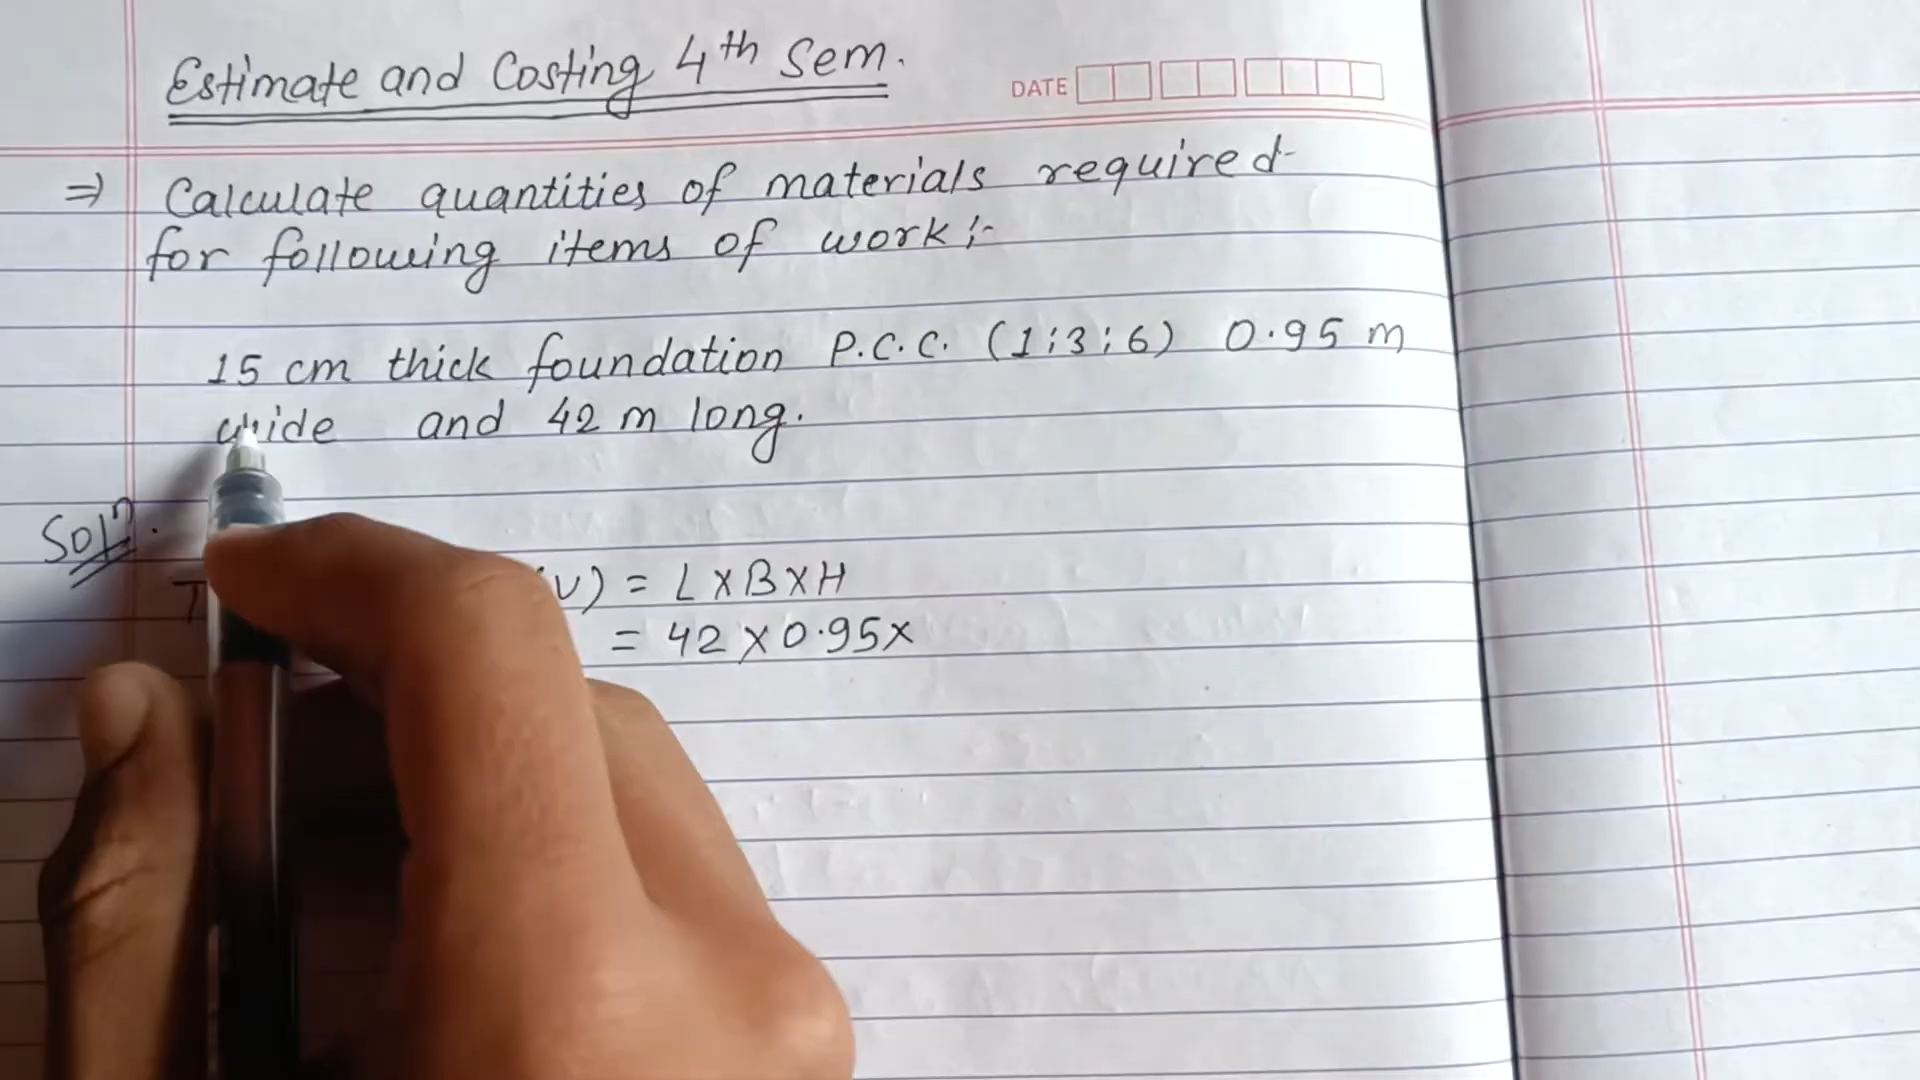 Estimate and Costing 4th Sem.
DATE
⇒ Calculate quantities of materials required
for following items of work :-
15 cm thick foundation P.C.C. (1:3:6) 0.95 m
wide and 42 m long.
Soln.
V) = L X B X H
= 42 X 0.95 X